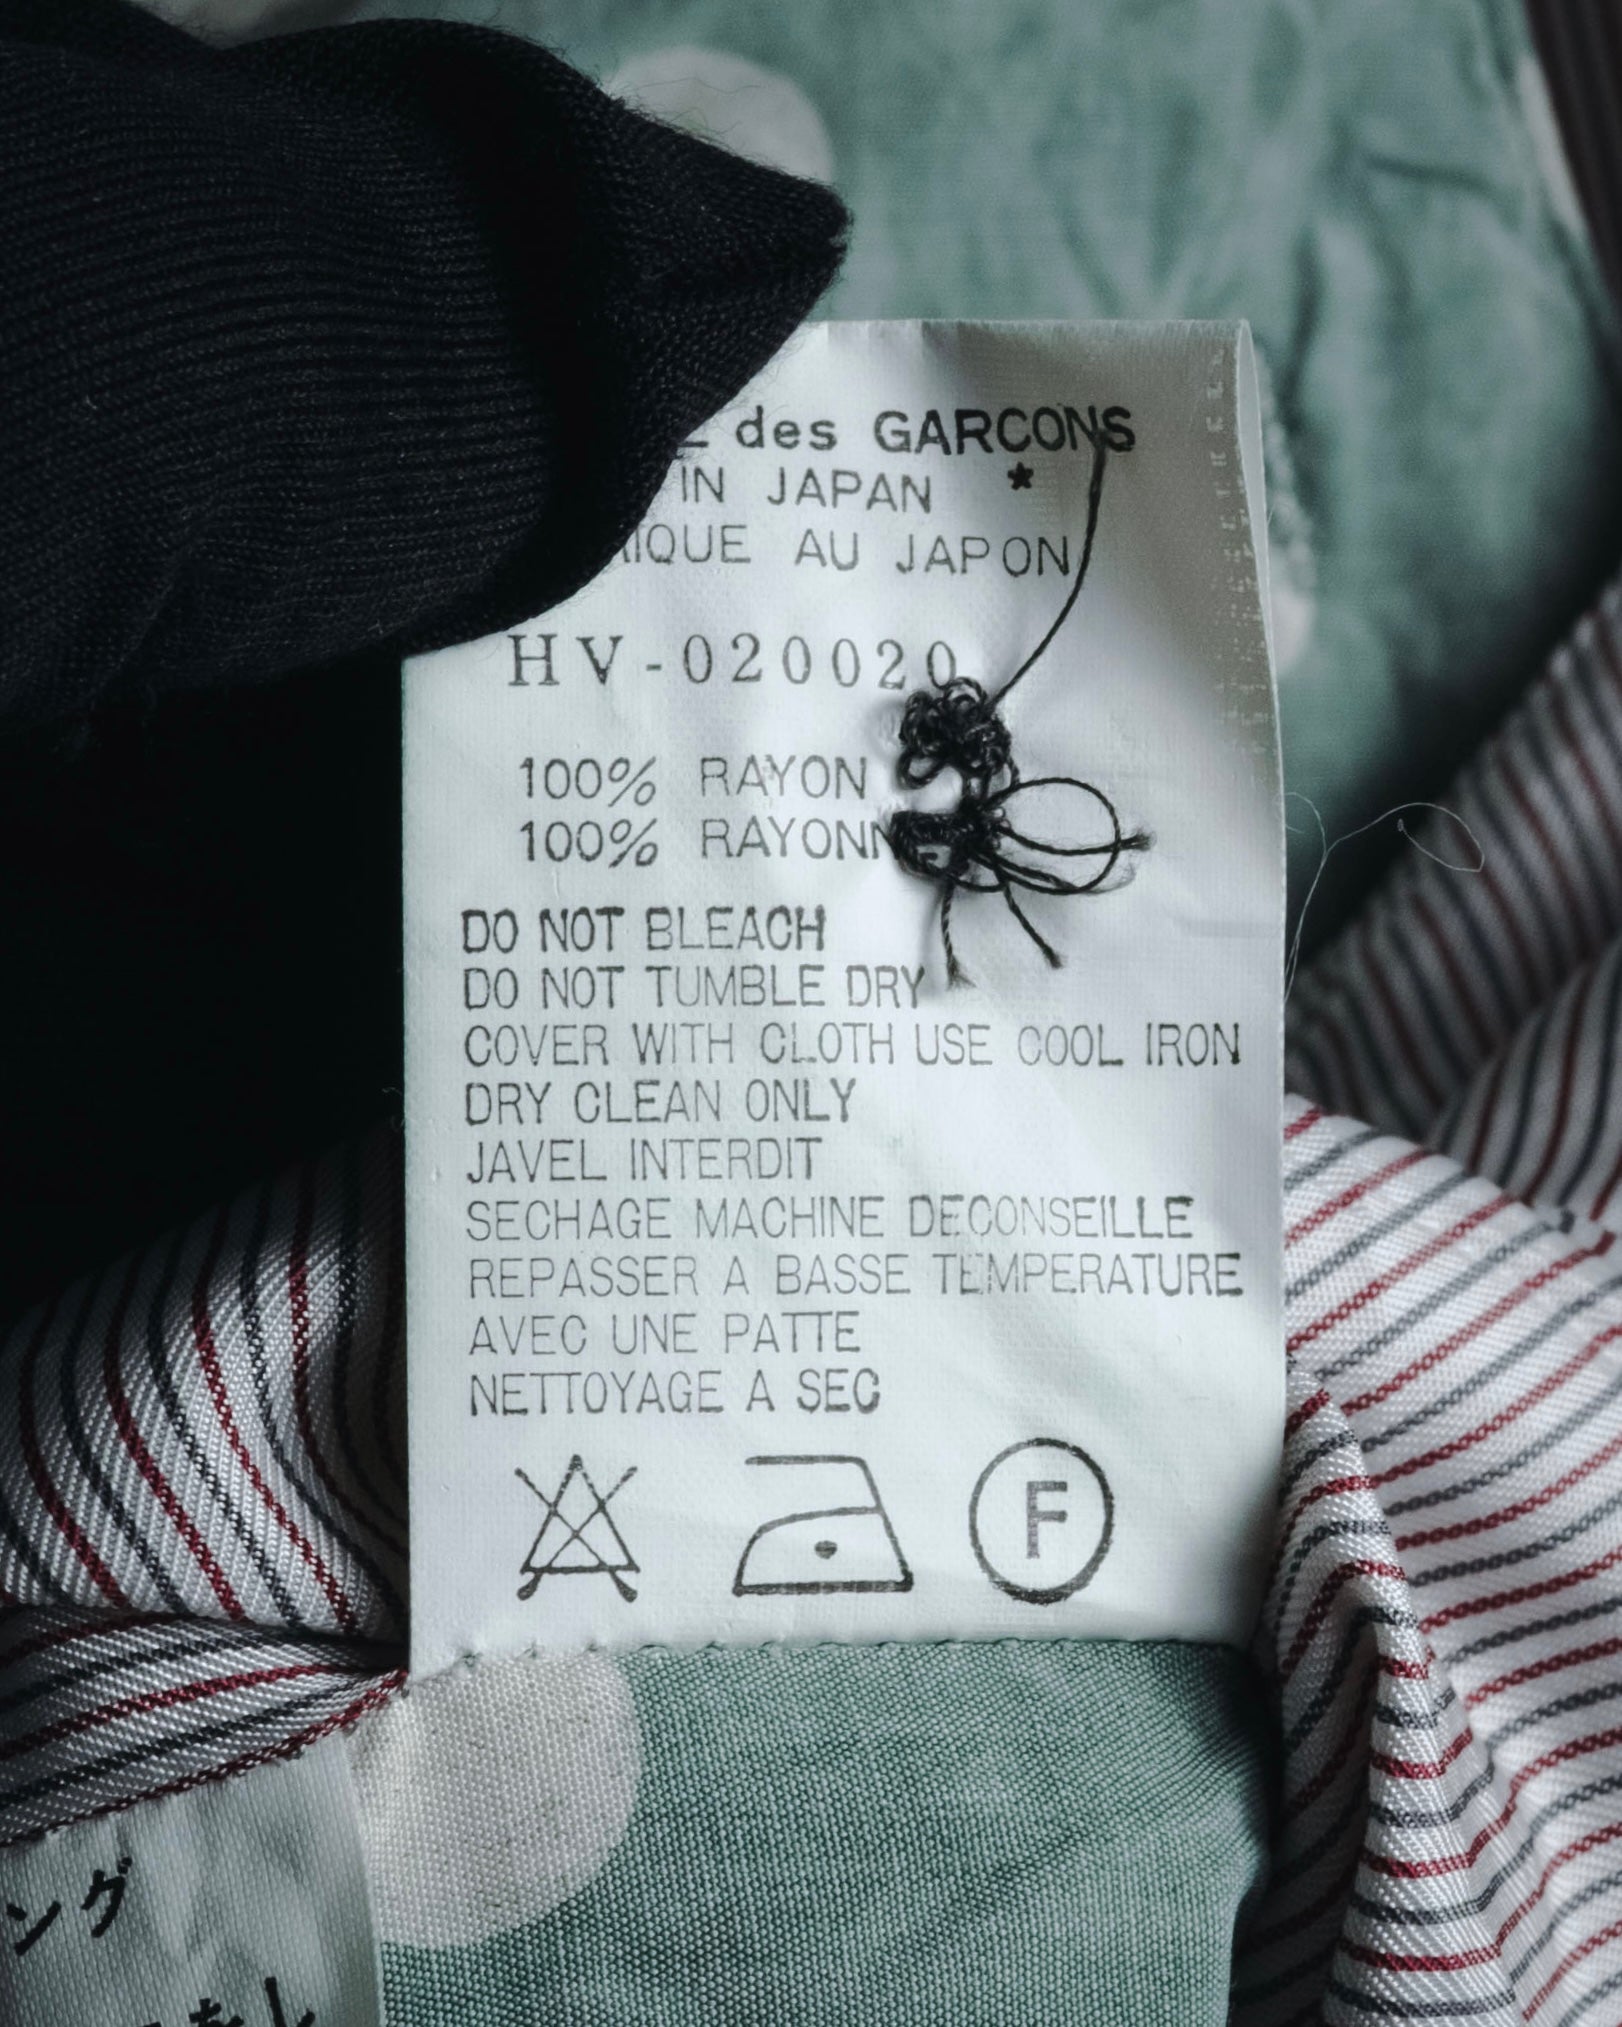 des GARCONS
IN JAPAN *
AU JAPON
HV-020020
100% RAYON
100% RAYONN
DO NOT BLEACH
DO NOT TUMBLE DRY
COVER WITH CLOTH USE COOL IRON
DRY CLEAN ONLY
JAVEL INTERDIT
SECHAGE MACHINE DECONSEILLE
REPASSER A BASSE TEMPERATURE
AVEC UNE PATTE
NETTOYAGE A SEC
F
ング